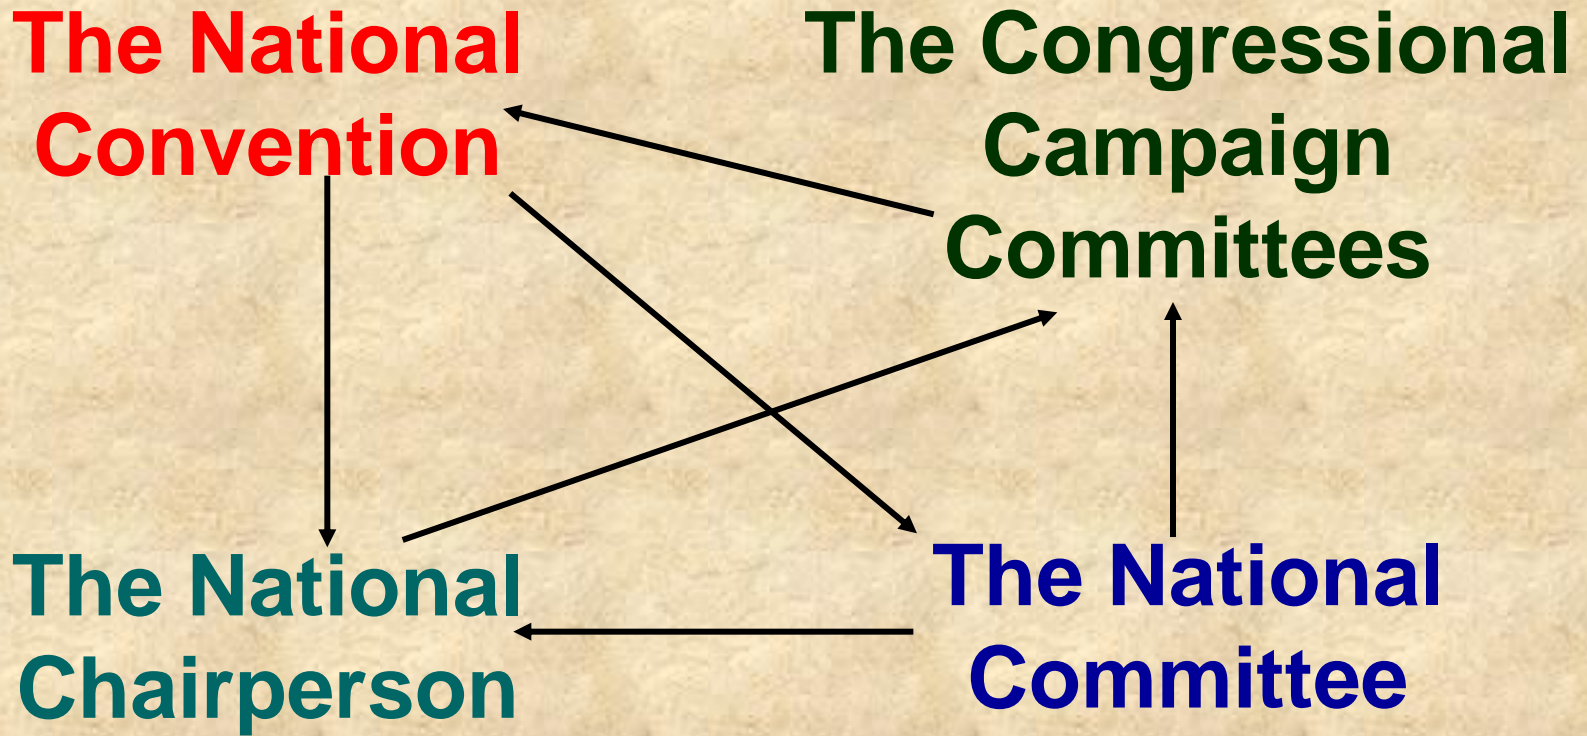 The National
Convention
The Congressional
Campaign
Committees
The National
Chairperson
The National
Committee